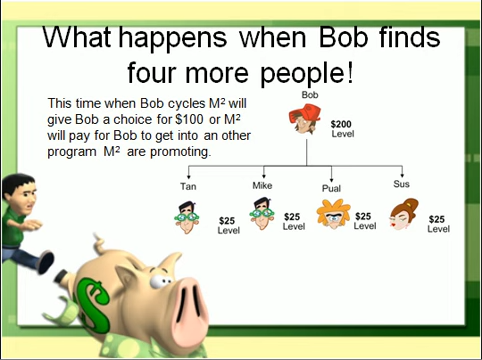 What happens when Bob finds
four more people!
This time when Bob cycles M² will
give Bob a choice for $100 or M²
will pay for Bob to get into an other
program M² are promoting.
Bob
$200
Level
Tan
Mike
Pual
Sus
$25
Level
$25
Level
$25
Level
$25
Level
$